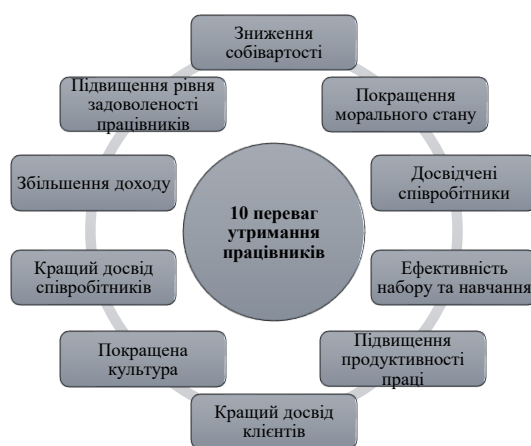 Зниження
собівартості
Покращення
морального стану
Досвідчені
співробітники
Ефективність
набору та навчання
Підвищення
продуктивності
праці
Кращий досвід
клієнтів
Покращена
культура
Кращий досвід
співробітників
Збільшення доходу
Підвищення рівня
задоволеності
працівників
10 переваг
утримання
працівників